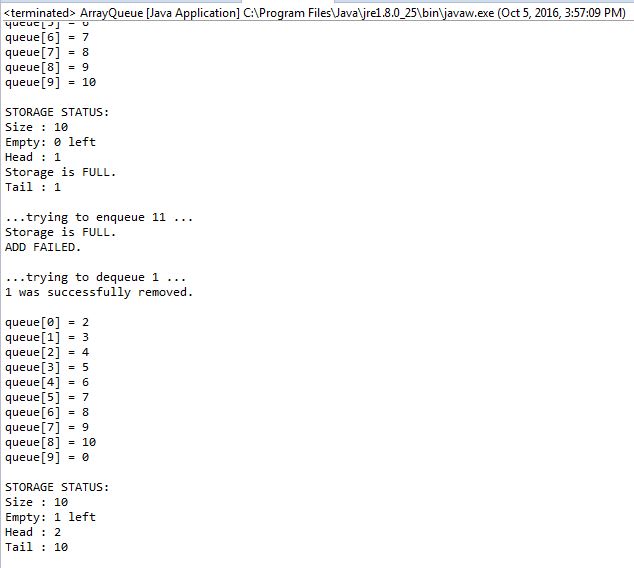 <terminated> ArrayQueue [Java Application] C:\Program Files\Java\jre1.8.0_25\bin\javaw.exe (Oct 5, 2016, 3:57:09 PM)
queue[5] = 6
queue[6] = 7
queue[7] = 8
queue[8] = 9
queue[9] = 10
STORAGE STATUS:
Size : 10
Empty: 0 left
Head : 1
Storage is FULL.
Tail : 1
...trying to enqueue 11 ...
Storage is FULL.
ADD FAILED.
...trying to dequeue 1 ...
1 was successfully removed.
queue[0] = 2
queue[1] = 3
queue[2] = 4
queue[3] = 5
queue[4] = 6
queue[5] = 7
queue[6] = 8
queue[7] = 9
queue[8] = 10
queue[9] = 0
STORAGE STATUS:
Size : 10
Empty: 1 left
Head : 2
Tail : 10